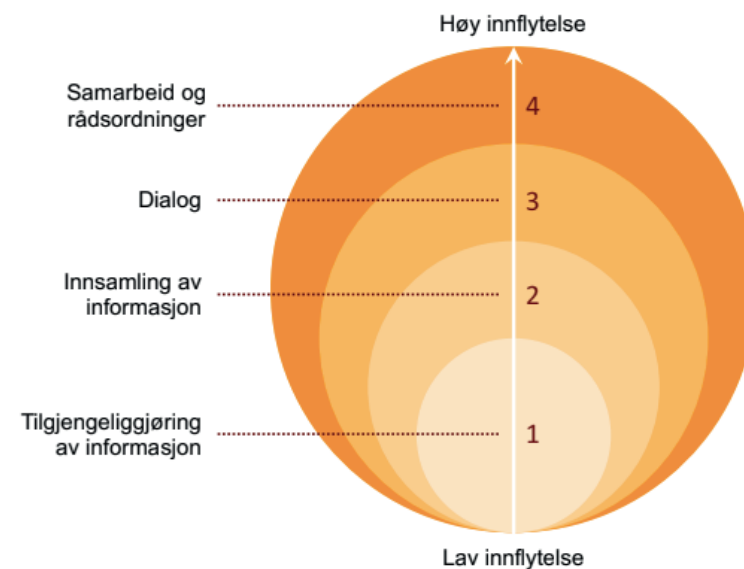 Høy innflytelse
Samarbeid og
rådsordninger
4
Dialog
3
Innsamling av
informasjon
2
Tilgjengeliggjøring
av informasjon
1
Lav innflytelse